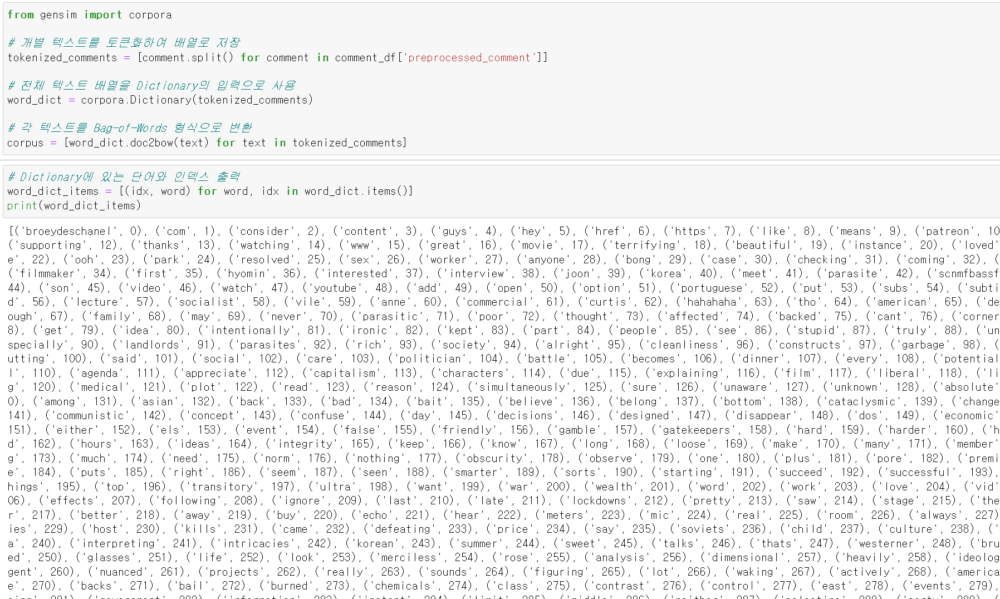 from gensim import corpora
# 개별 텍스트를 토큰화하여 배열로 저장
tokenized_comments = [comment.split() for comment in comment_df['preprocessed_comment']]
# 전체 텍스트 배열을 Dictionary의 입력으로 사용
word_dict = corpora.Dictionary(tokenized_comments)
# 각 텍스트를 Bag-of-Words 형식으로 변환
corpus = [word_dict.doc2bow(text) for text in tokenized_comments]
# Dictionary에 있는 단어와 인덱스 출력
word_dict_items = [(idx, word) for word, idx in word_dict.items()]
print(word_dict_items)
[('broeydeschanel', 0), ('com', 1), ('consider', 2), ('content', 3), ('guys', 4), ('hey', 5), ('href', 6), ('https', 7), ('like', 8), ('means', 9), ('patreon', 10
('supporting', 12), ('thanks', 13), ('watching', 14), ('www', 15), ('great', 16), ('movie', 17), ('terrifying', 18), ('beautiful', 19), ('instance', 20), ('loved'
e', 22), ('ooh', 23), ('park', 24), ('resolved', 25), ('sex', 26), ('worker', 27), ('anyone', 28), ('bong', 29), ('case', 30), ('checking', 31), ('coming', 32), (
('filmmaker', 34), ('first', 35), ('hyomin', 36), ('interested', 37), ('interview', 38), ('joon', 39), ('korea', 40), ('meet', 41), ('parasite', 42), ('scnmfbassf
44), ('son', 45), ('video', 46), ('watch', 47), ('youtube', 48), ('add', 49), ('open', 50), ('option', 51), ('portuguese', 52), ('put', 53), ('subs', 54), ('subti
d', 56), ('lecture', 57), ('socialist', 58), ('vile', 59), ('anne', 60), ('commercial', 61), ('curtis', 62), ('hahahaha', 63), ('tho', 64), ('american', 65), ('de
ough', 67), ('family', 68), ('may', 69), ('never', 70), ('parasitic', 71), ('poor', 72), ('thought', 73), ('affected', 74), ('backed', 75), ('cant', 76), ('corner
8), ('get', 79), ('idea', 80), ('intentionally', 81), ('ironic', 82), ('kept', 83), ('part', 84), ('people', 85), ('see', 86), ('stupid', 87), ('truly', 88), ('un
specially', 90), ('landlords', 91), ('parasites', 92), ('rich', 93), ('society', 94), ('alright', 95), ('cleanliness', 96), ('constructs', 97), ('garbage', 98), (
utting', 100), ('said', 101), ('social', 102), ('care', 103), ('politician', 104), ('battle', 105), ('becomes', 106), ('dinner', 107), ('every', 108), ('potential
l', 110), ('agenda', 111), ('appreciate', 112), ('capitalism', 113), ('characters', 114), ('due', 115), ('explaining', 116), ('film', 117), ('liberal', 118), ('li
g', 120), ('medical', 121), ('plot', 122), ('read', 123), ('reason', 124), ('simultaneously', 125), ('sure', 126), ('unaware', 127), ('unknown', 128), ('absolute'
0), ('among', 131), ('asian', 132), ('back', 133), ('bad', 134), ('bait', 135), ('believe', 136), ('belong', 137), ('bottom', 138), ('cataclysmic', 139), ('change
141), ('communistic', 142), ('concept', 143), ('confuse', 144), ('day', 145), ('decisions', 146), ('designed', 147), ('disappear', 148), ('dos', 149), ('economic'
151), ('either', 152), ('els', 153), ('event', 154), ('false', 155), ('friendly', 156), ('gamble', 157), ('gatekeepers', 158), ('hard', 159), ('harder', 160), ('h
d', 162), ('hours', 163), ('ideas', 164), ('integrity', 165), ('keep', 166), ('know', 167), ('long', 168), ('loose', 169), ('make', 170), ('many', 171), ('member'
g', 173), ('much', 174), ('need', 175), ('norm', 176), ('nothing', 177), ('obscurity', 178), ('observe', 179), ('one', 180), ('plus', 181), ('pore', 182), ('premi
e', 184), ('puts', 185), ('right', 186), ('seem', 187), ('seen', 188), ('smarter', 189), ('sorts', 190), ('starting', 191), ('succeed', 192), ('successful', 193),
hings', 195), ('top', 196), ('transitory', 197), ('ultra', 198), ('want', 199), ('war', 200), ('wealth', 201), ('word', 202), ('work', 203), ('love', 204), ('vid'
06), ('effects', 207), ('following', 208), ('ignore', 209), ('last', 210), ('late', 211), ('lockdowns', 212), ('pretty', 213), ('saw', 214), ('stage', 215), ('the
r', 217), ('better', 218), ('away', 219), ('buy', 220), ('echo', 221), ('hear', 222), ('meters', 223), ('mic', 224), ('real', 225), ('room', 226), ('always', 227)
ies', 229), ('host', 230), ('kills', 231), ('came', 232), ('defeating', 233), ('price', 234), ('say', 235), ('soviets', 236), ('child', 237), ('culture', 238), ('
a', 240), ('interpreting', 241), ('intricacies', 242), ('korean', 243), ('summer', 244), ('sweet', 245), ('talks', 246), ('thats', 247), ('westerner', 248), ('bru
ed', 250), ('glasses', 251), ('life', 252), ('look', 253), ('merciless', 254), ('rose', 255), ('analysis', 256), ('dimensional', 257), ('heavily', 258), ('ideolog
gent', 260), ('nuanced', 261), ('projects', 262), ('really', 263), ('sounds', 264), ('figuring', 265), ('lot', 266), ('waking', 267), ('actively', 268), ('america
e', 270), ('backs', 271), ('bail', 272), ('burned', 273), ('chemicals', 274), ('class', 275), ('contrast', 276), ('control', 277), ('east', 278), ('events', 279),